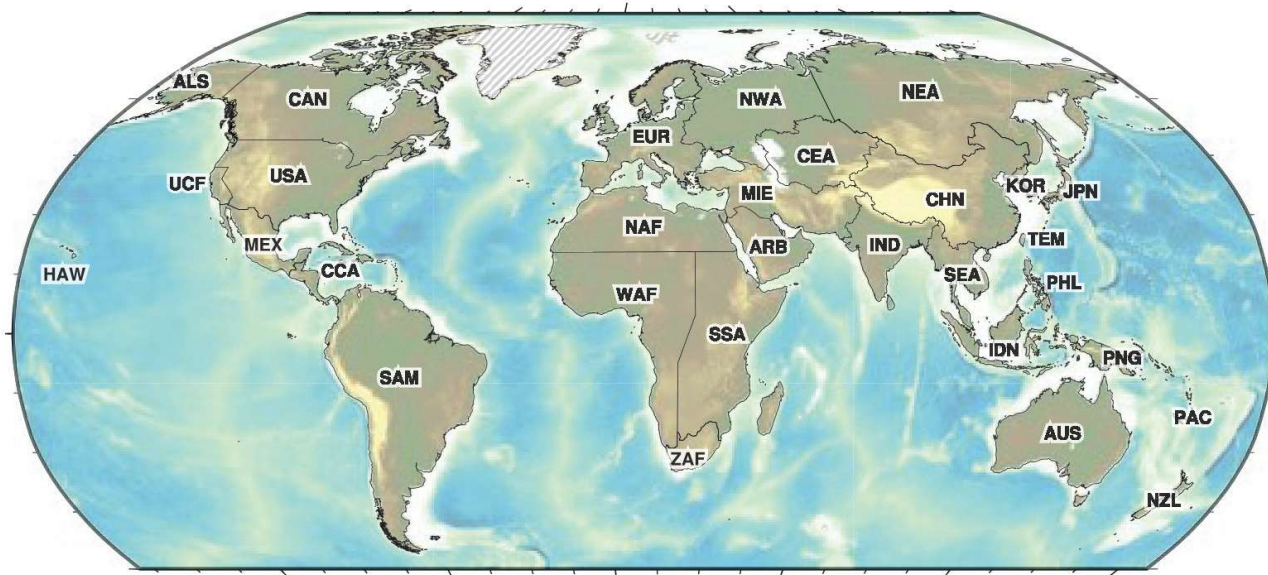 ALS
CAN
NWA
NEA
EUR
CEA
UCF
USA
MIE
CHN
KOR
JPN
MEX
NAF
ARB
IND
TEM
HAW
CCA
SEA
PHL
WAF
SSA
IDN
PNG
SAM
PAC
AUS
ZAF
NZL